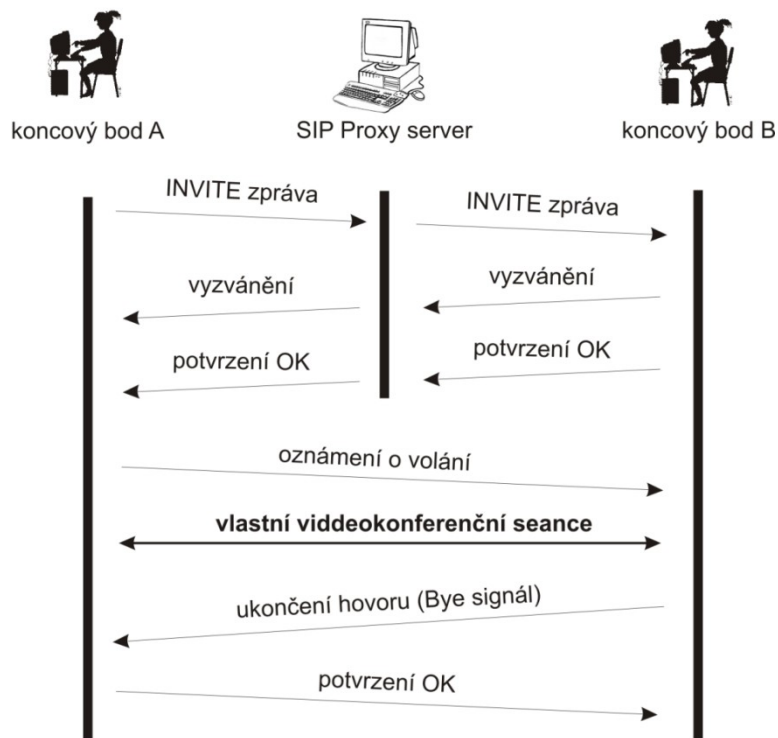 koncový bod A
SIP Proxy server
koncový bod B
INVITE zpráva
INVITE zpráva
vyzvánění
vyzvánění
potvrzení OK
potvrzení OK
oznámení o volání
vlastní viddeokonferenční seance
ukončení hovoru (Bye signál)
potvrzení OK